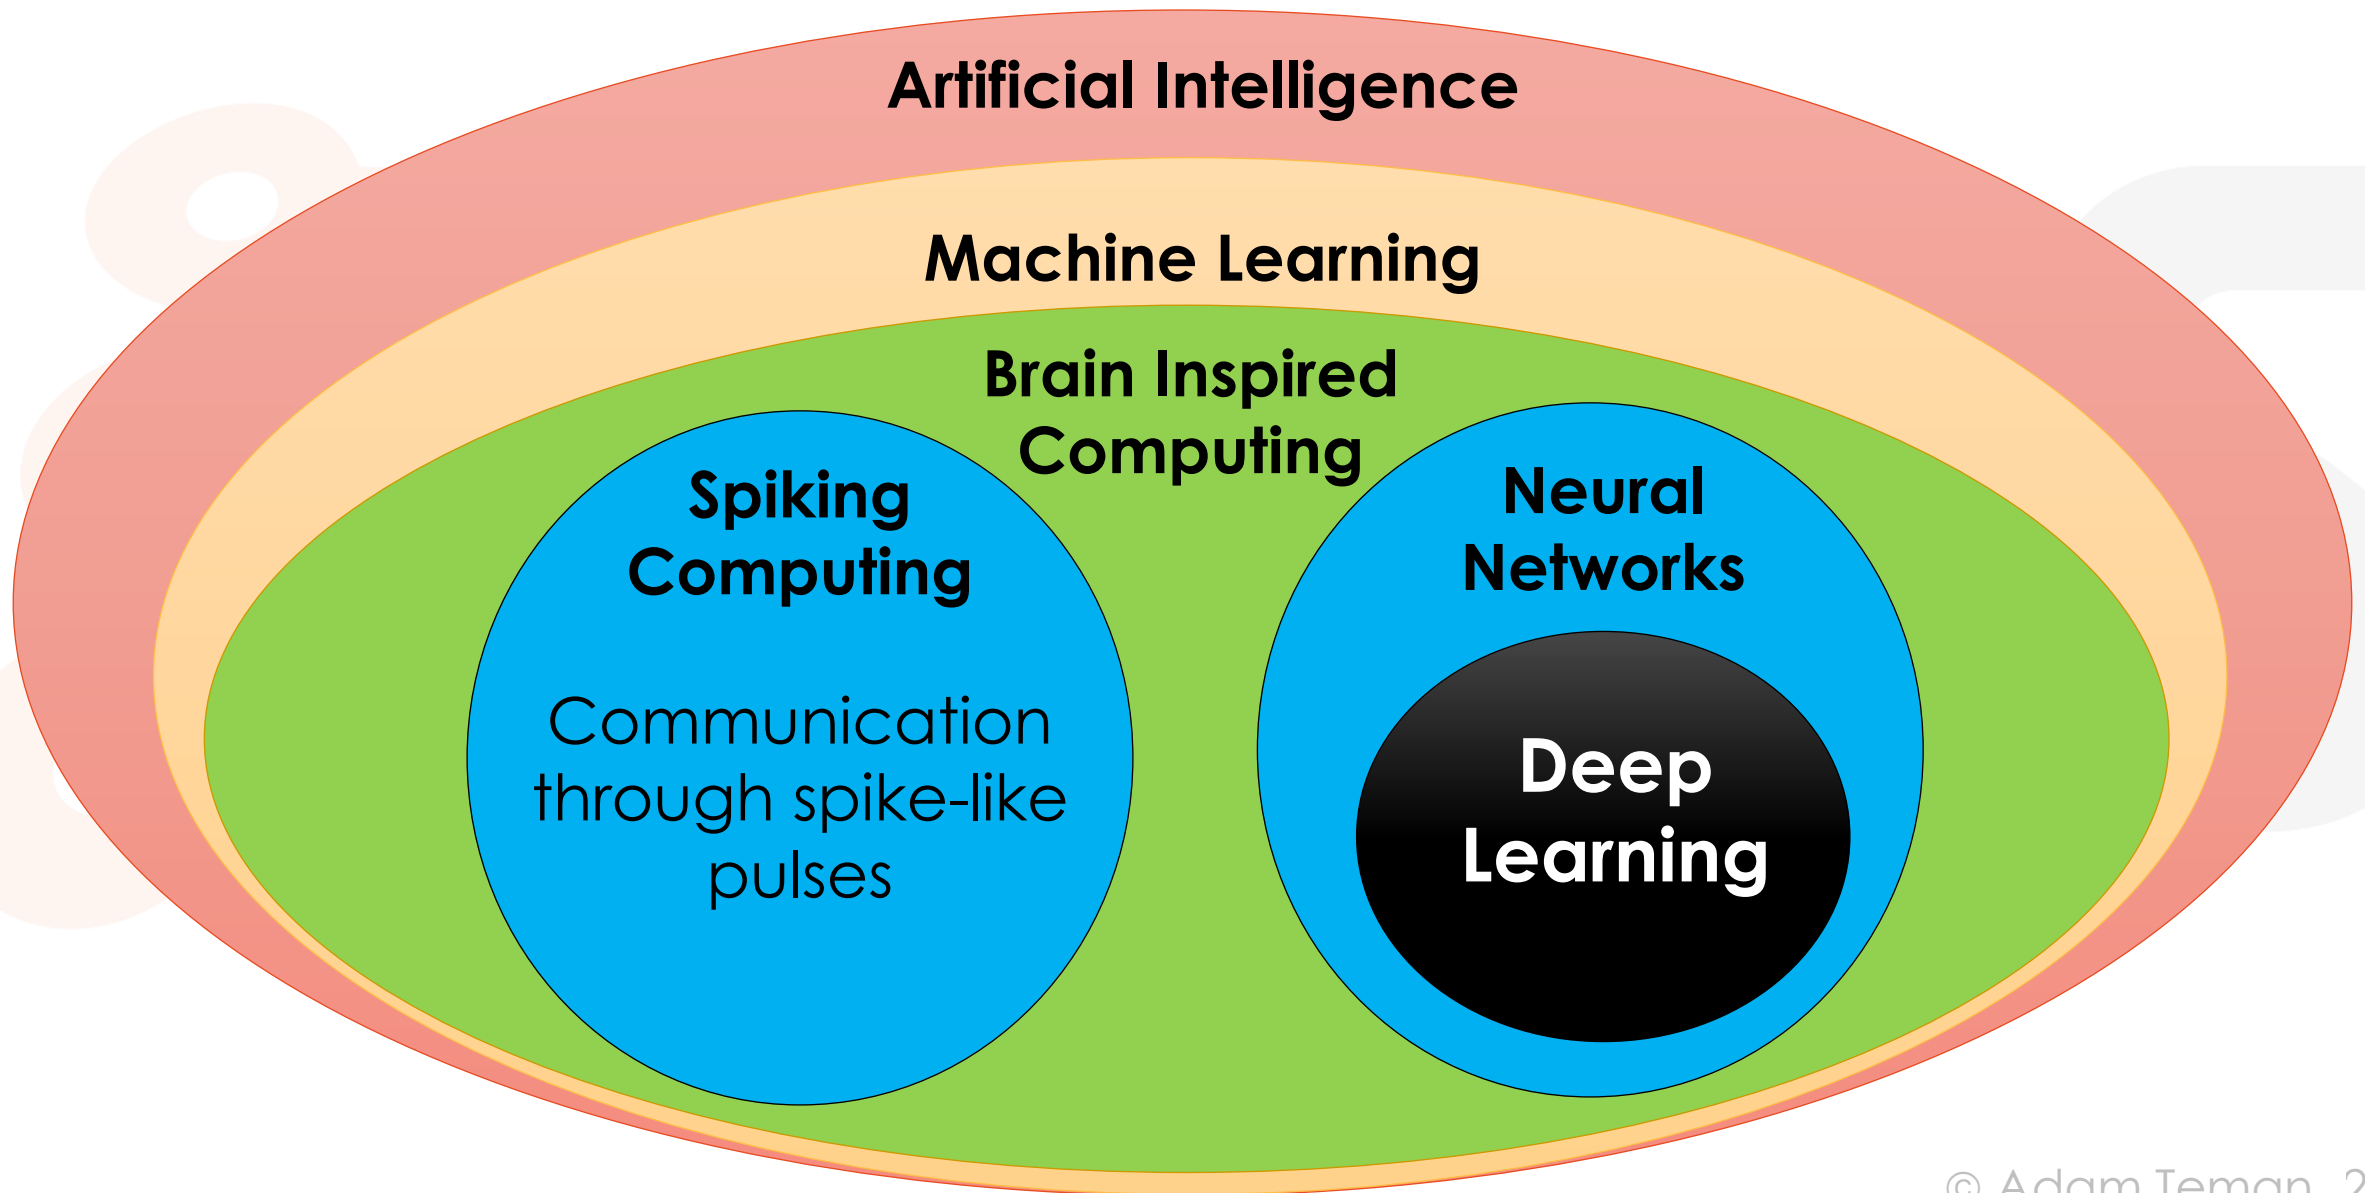 Artificial Intelligence
Machine Learning
Brain Inspired
Computing
Spiking
Computing
Communication
through spike-like
pulses
Neural
Networks
Deep
Learning
© Adam Teman, 2